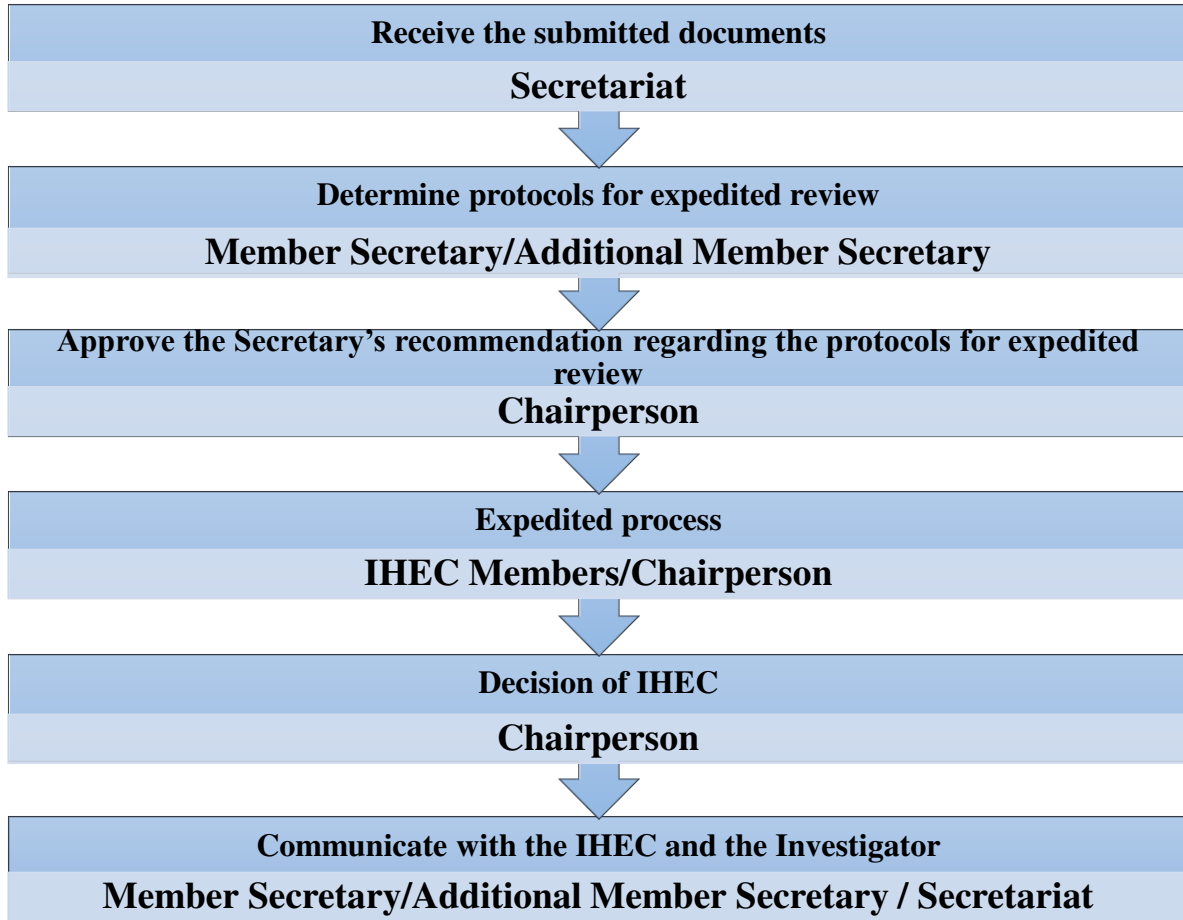 Receive the submitted documents
Secretariat
Determine protocols for expedited review
Member Secretary/Additional Member Secretary
Approve the Secretary’s recommendation regarding the protocols for expedited
review
Chairperson
Expedited process
IHEC Members/Chairperson
Decision of IHEC
Chairperson
Communicate with the IHEC and the Investigator
Member Secretary/Additional Member Secretary / Secretariat